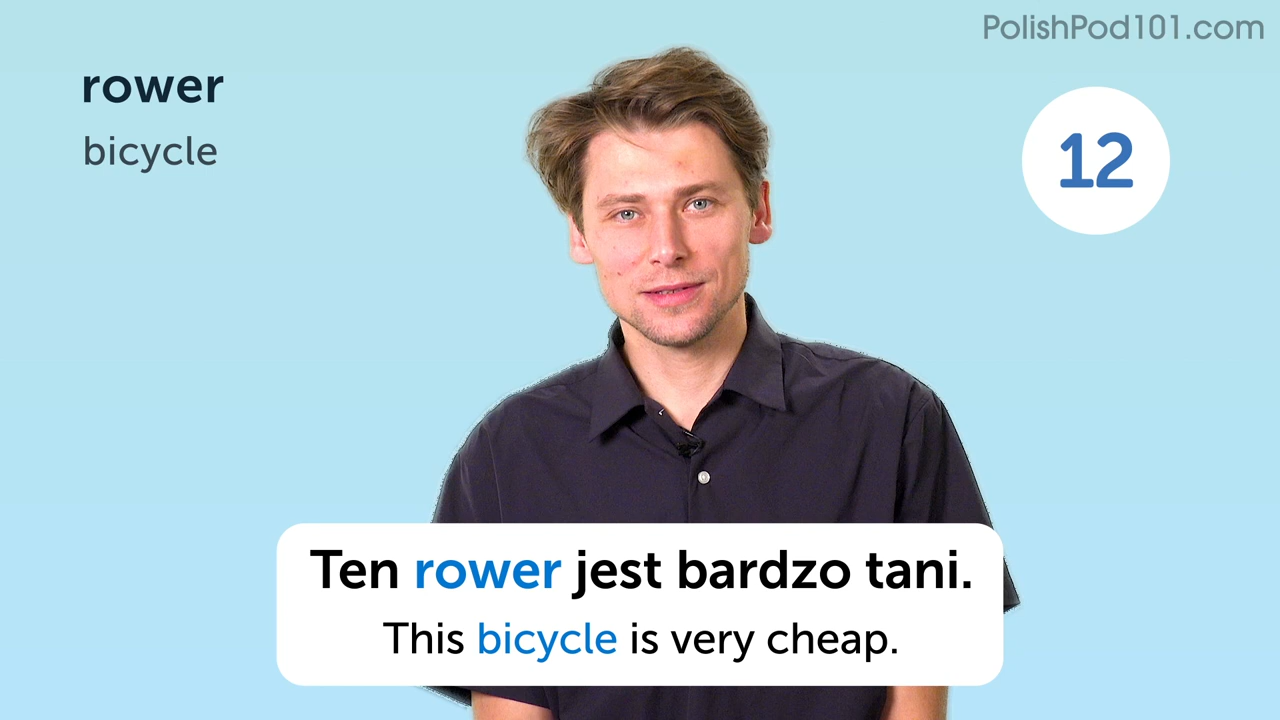 PolishPod101.com
rower
bicycle
12
Ten rower jest bardzo tani.
This bicycle is very cheap.